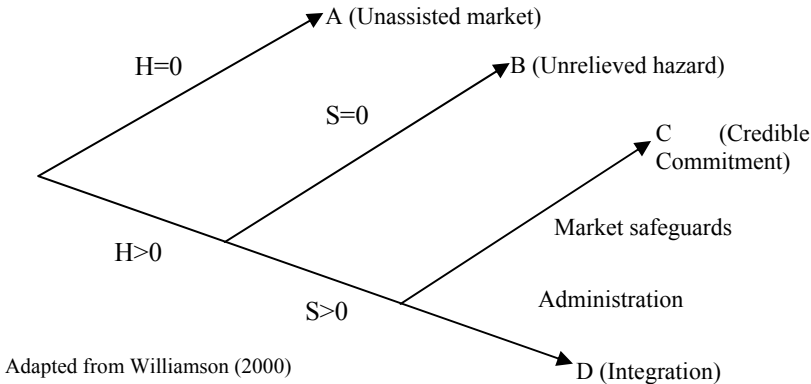 A (Unassisted market)
H=0
B (Unrelieved hazard)
S=0
C (Credible
Commitment)
Market safeguards
H>0
Administration
S>0
Adapted from Williamson (2000)
D (Integration)